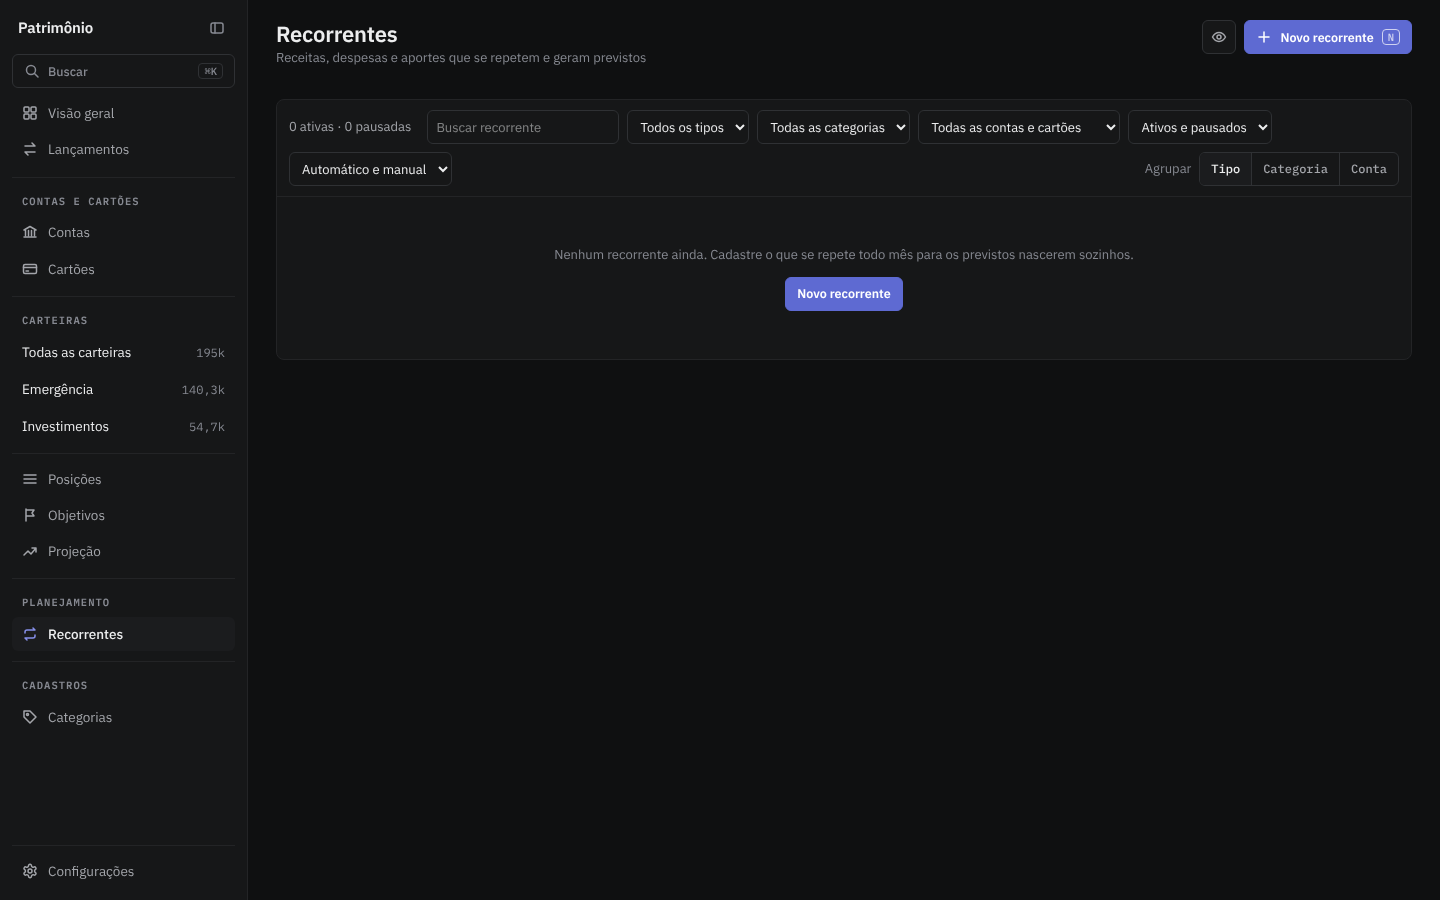 Patrimônio
Buscar ⌘K
Visão geral
Lançamentos
CONTAS E CARTÕES
Contas
Cartões
CARTEIRAS
Todas as carteiras 195k
Emergência 140,3k
Investimentos 54,7k
Posições
Objetivos
Projeção
PLANEJAMENTO
Recorrentes
CADASTROS
Categorias
Configurações
Recorrentes
Receitas, despesas e aportes que se repetem e geram previstos
Novo recorrente N
0 ativas · 0 pausadas Buscar recorrente Todos os tipos Todas as categorias Todas as contas e cartões Ativos e pausados
Automático e manual Agrupar Tipo Categoria Conta
Nenhum recorrente ainda. Cadastre o que se repete todo mês para os previstos nascerem sozinhos.
Novo recorrente